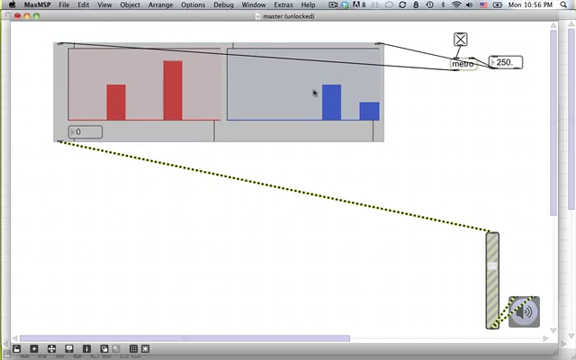 MaxMSP File Edit View Object Arrange Options Debug Window Extras Help 8 Mon 10:56 PM
master (unlocked)
metro
250.
0